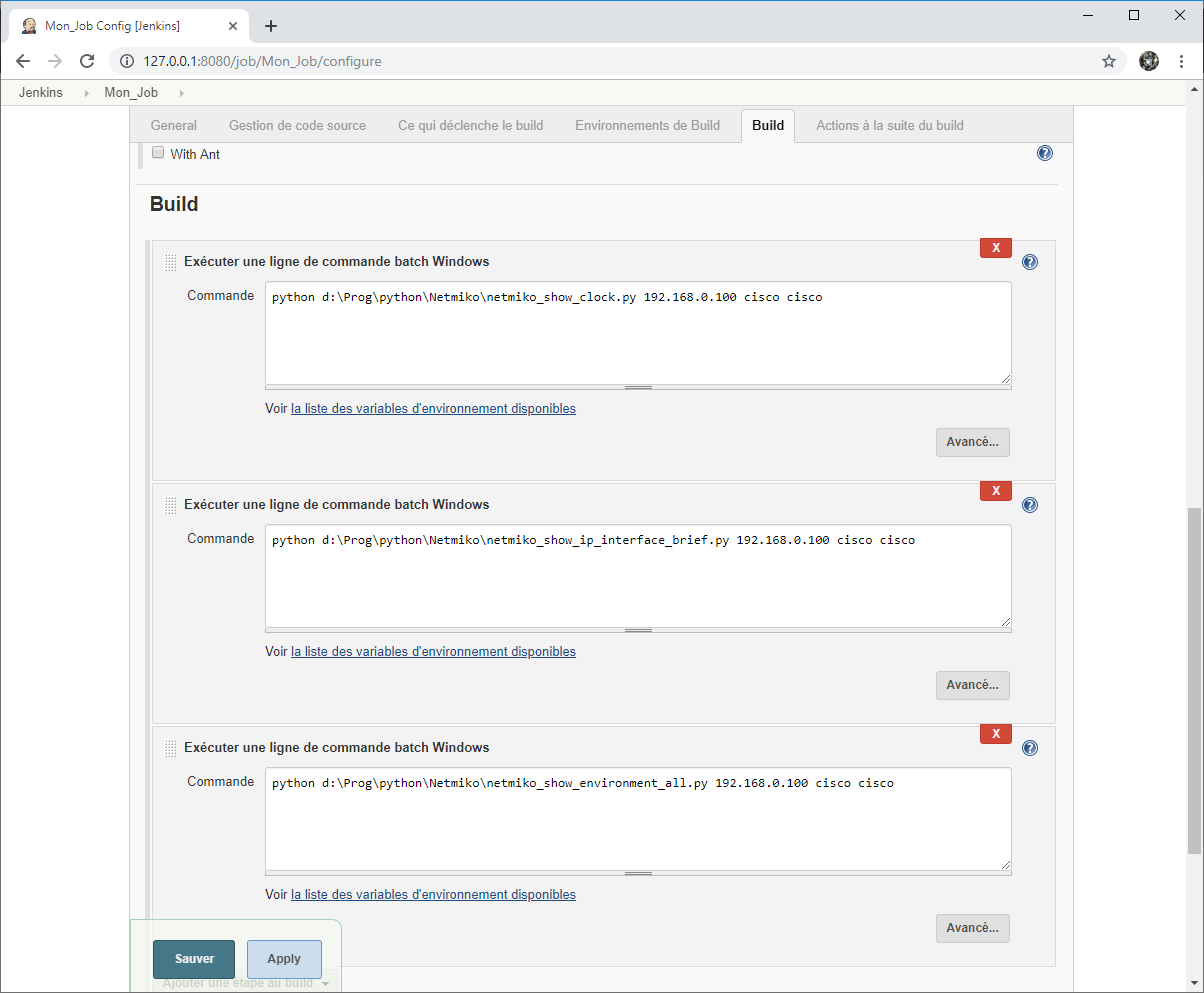 Mon_Job Config [Jenkins]
127.0.0.1:8080/job/Mon_Job/configure
Jenkins Mon_Job
General Gestion de code source Ce qui déclenche le build Environnements de Build Build Actions à la suite du build
With Ant
Build
X
Exécuter une ligne de commande batch Windows
Commande python d:\Prog\python\Netmiko\netmiko_show_clock.py 192.168.0.100 cisco cisco
Voir la liste des variables d'environnement disponibles
Avancé...
X
Exécuter une ligne de commande batch Windows
Commande python d:\Prog\python\Netmiko\netmiko_show_ip_interface_brief.py 192.168.0.100 cisco cisco
Voir la liste des variables d'environnement disponibles
Avancé...
X
Exécuter une ligne de commande batch Windows
Commande python d:\Prog\python\Netmiko\netmiko_show_environment_all.py 192.168.0.100 cisco cisco
Voir la liste des variables d'environnement disponibles
Avancé...
Sauver Apply
Ajouter une étape au build